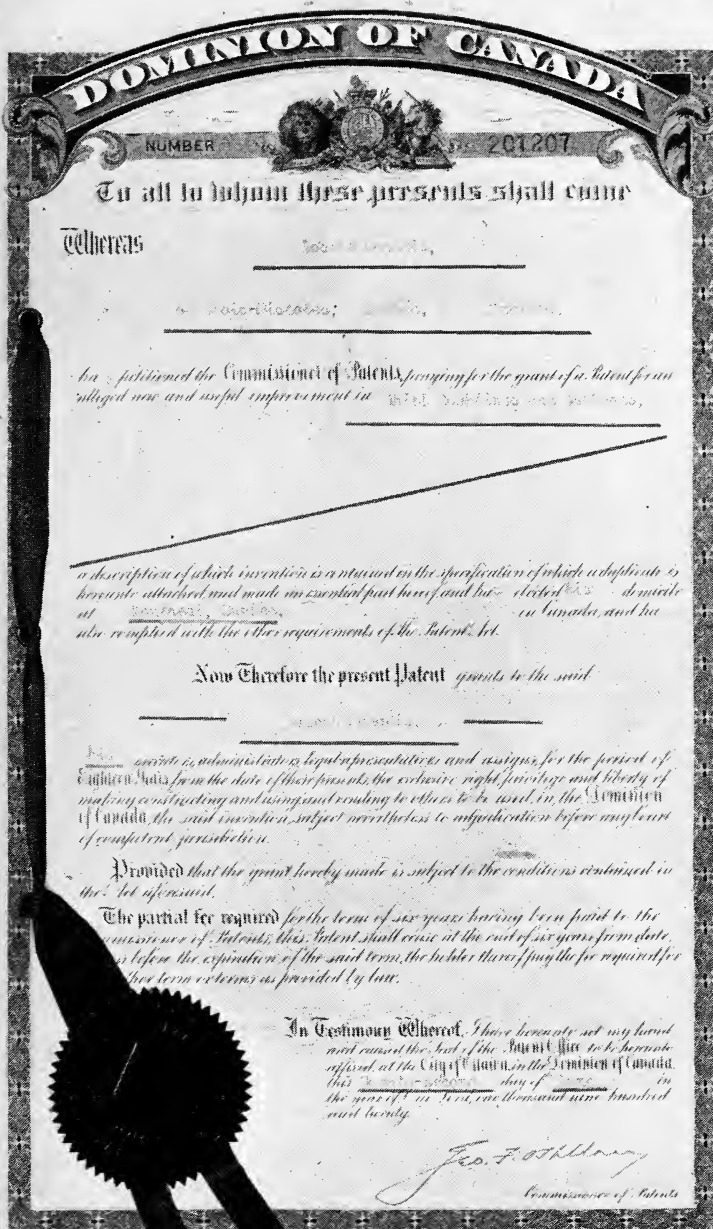 DOMINION OF CANADA
NUMBER 201207
To all to whom these presents shall come
Whereas
petitioned the Commissioner of Patents, praying for the grant of a Patent for an
alleged new and useful improvement in
a description of which invention is contained in the specification of which a duplicate is
hereunto attached and made an essential part hereof, and ha elected his domicile
at Montreal, Quebec, in Canada, and ha
also complied with the other requirements of the Patent Act.
Now Therefore the present Patent grants to the said
administrators legal representatives and assigns, for the period of
Eighteen Years from the date of these presents, the exclusive right privilege and liberty of
making constructing and using and vending to others to be used, in the Dominion
of Canada, the said invention, subject nevertheless to adjudication before any Court
of competent jurisdiction.
Provided that the grant hereby made is subject to the conditions contained in
the Act aforesaid.
The partial fee required for the term of six years having been paid to the
of Patents, this Patent shall cease at the end of six years from date,
before the expiration of the said term, the holder thereof pay the fee required for
term or terms as provided by law.
In Testimony Whereof, I have hereunto set my hand
and caused the Seal of the Patent Office to be hereunto
affixed at the City of Ottawa, in the Dominion of Canada
this day of in
the year of Our Lord, one thousand nine hundred
and twenty.
Geo. F. O'Halloran
Commissioner of Patents